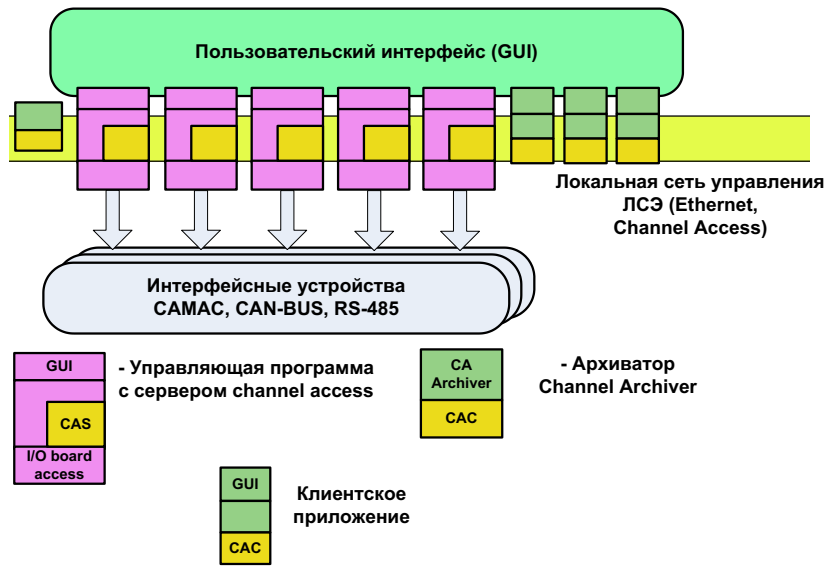 Пользовательский интерфейс (GUI)
Локальная сеть управления
ЛСЭ (Ethernet,
Channel Access)
Интерфейсные устройства
CAMAC, CAN-BUS, RS-485
GUI
CAS
I/O board
access
- Управляющая программа
с сервером channel access
CA
Archiver
CAC
- Архиватор
Channel Archiver
GUI
CAC
Клиентское
приложение